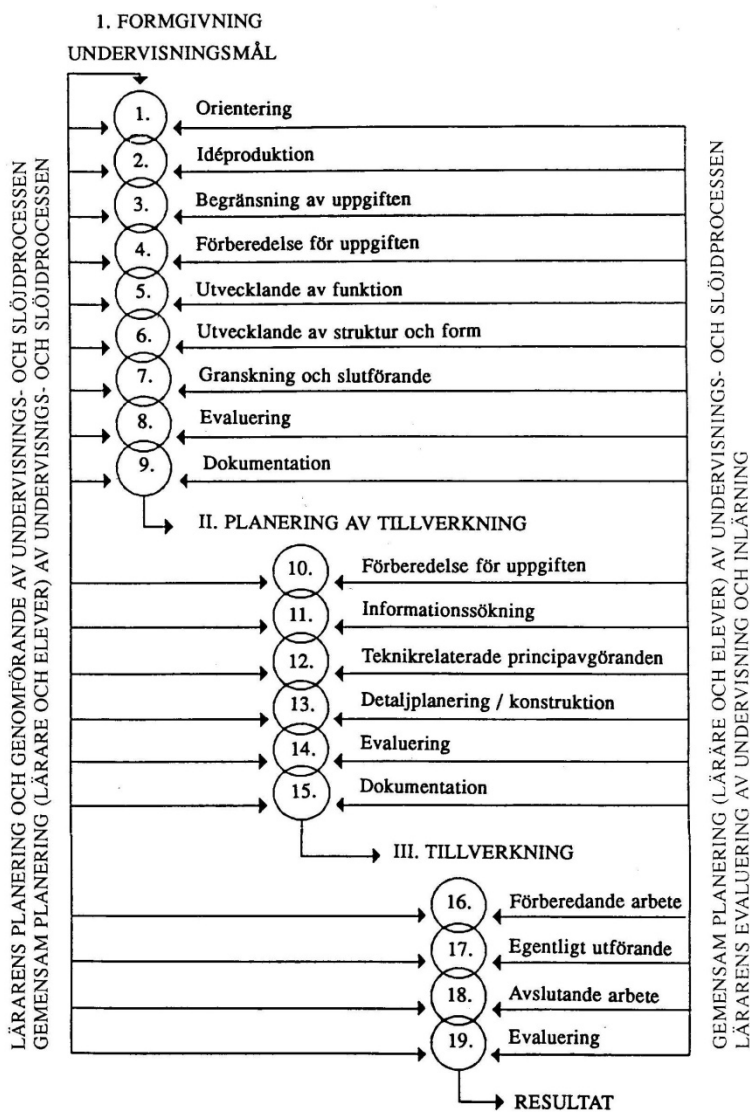 1. FORMGIVNING
UNDERVISNINGSMÅL
1. Orientering
2. Idéproduktion
3. Begränsning av uppgiften
4. Förberedelse för uppgiften
5. Utvecklande av funktion
6. Utvecklande av struktur och form
7. Granskning och slutförande
8. Evaluering
9. Dokumentation
II. PLANERING AV TILLVERKNING
10. Förberedelse för uppgiften
11. Informationssökning
12. Teknikrelaterade principavgöranden
13. Detaljplanering / konstruktion
14. Evaluering
15. Dokumentation
III. TILLVERKNING
16. Förberedande arbete
17. Egentligt utförande
18. Avslutande arbete
19. Evaluering
RESULTAT
LÄRARENS PLANERING OCH GENOMFÖRANDE AV UNDERVISNINGS- OCH SLÖJDPROCESSEN
GEMENSAM PLANERING (LÄRARE OCH ELEVER) AV UNDERVISNIGS- OCH SLÖJDPROCESSEN
GEMENSAM PLANERING (LÄRÄRE OCH ELEVER) AV UNDERVISNINGS- OCH SLÖJDPROCESSEN
LÄRARENS EVALUERING AV UNDERVISNING OCH INLÄRNING